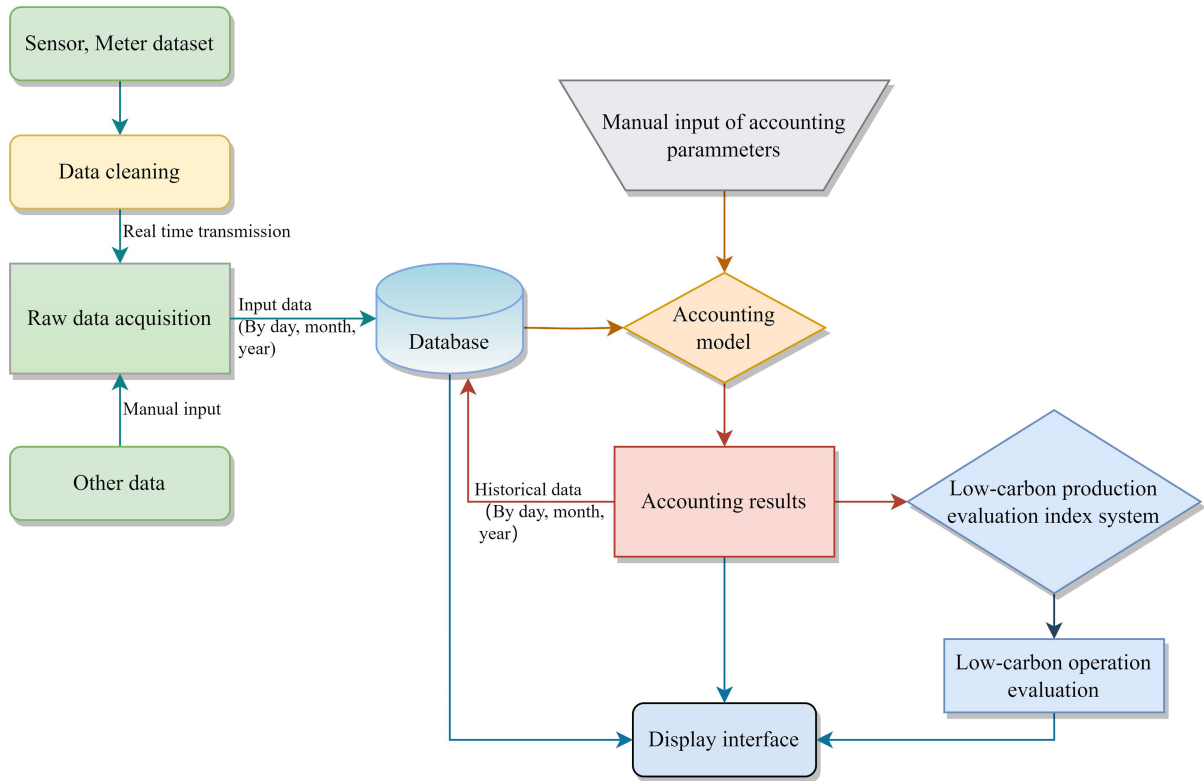 Sensor, Meter dataset
Data cleaning
Real time transmission
Raw data acquisition
Manual input
Other data
Input data
(By day, month,
year)
Database
Manual input of accounting
parammeters
Accounting
model
Historical data
（By day, month,
year）
Accounting results
Low-carbon production
evaluation index system
Low-carbon operation
evaluation
Display interface